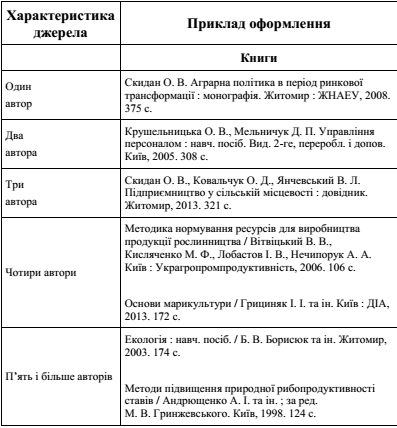 Характеристика
джерела
Приклад оформлення
Книги
Один
автор
Скидан О. В. Аграрна політика в період ринкової
трансформації : монографія. Житомир : ЖНАЕУ, 2008.
375 с.
Два
автора
Крушельницька О. В., Мельничук Д. П. Управління
персоналом : навч. посіб. Вид. 2-ге, переробл. і допов.
Київ, 2005. 308 с.
Три
автора
Скидан О. В., Ковальчук О. Д., Янчевський В. Л.
Підприємництво у сільській місцевості : довідник.
Житомир, 2013. 321 с.
Чотири автори
Методика нормування ресурсів для виробництва
продукції рослинництва / Вітвіцький В. В.,
Кисляченко М. Ф., Лобастов І. В., Нечипорук А. А.
Київ : Украгропромпродуктивність, 2006. 106 с.
Основи марикультури / Грициняк І. І. та ін. Київ : ДІА,
2013. 172 с.
П’ять і більше авторів
Екологія : навч. посіб. / Б. В. Борисюк та ін. Житомир,
2003. 174 с.
Методи підвищення природної рибопродуктивності
ставів / Андрющенко А. І. та ін. ; за ред.
М. В. Гринжевського. Київ, 1998. 124 с.